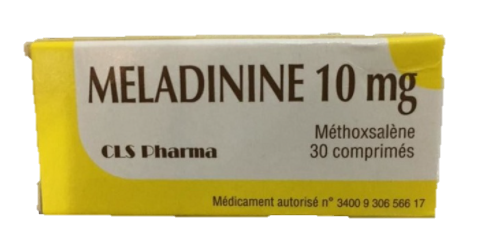 MELADININE 10 mg
Méthoxsalène
CLS Pharma
30 comprimés
Médicament autorisé n° 3400 9 306 566 17